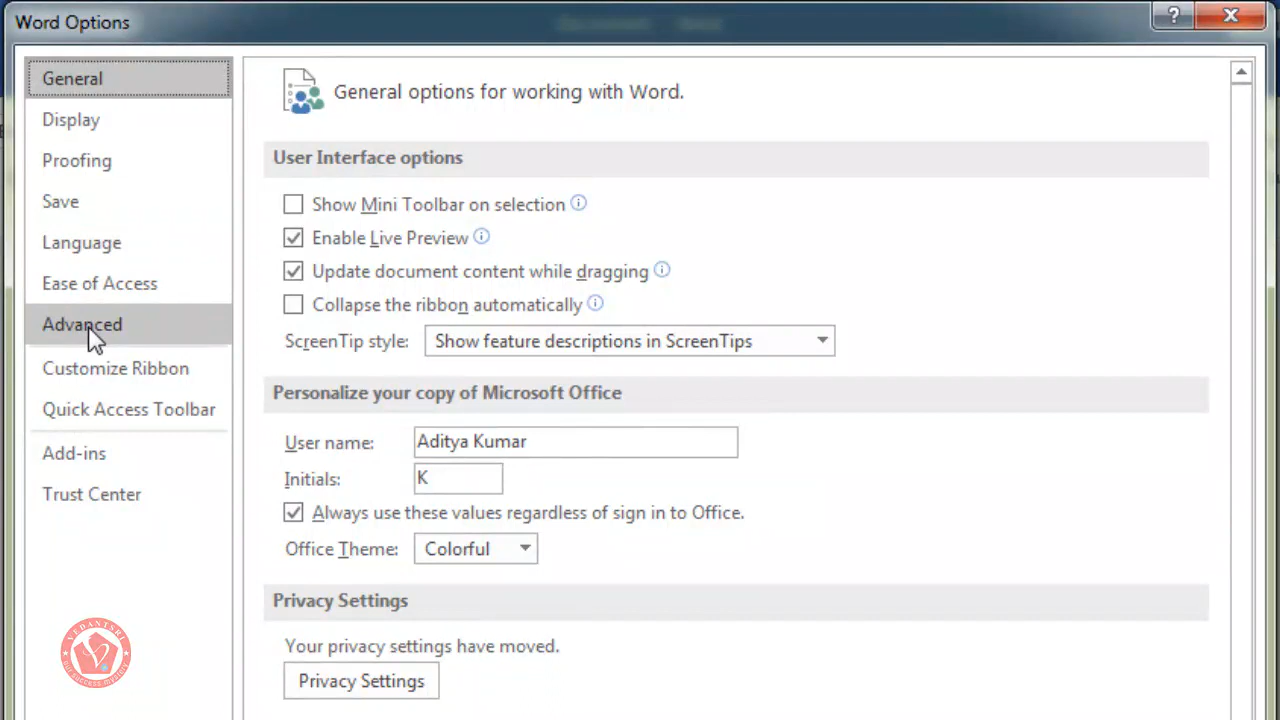 Word Options
General
Display
Proofing
Save
Language
Ease of Access
Advanced
Customize Ribbon
Quick Access Toolbar
Add-ins
Trust Center
General options for working with Word.
User Interface options
Show Mini Toolbar on selection
Enable Live Preview
Update document content while dragging
Collapse the ribbon automatically
ScreenTip style: Show feature descriptions in ScreenTips
Personalize your copy of Microsoft Office
User name: Aditya Kumar
Initials: K
Always use these values regardless of sign in to Office.
Office Theme: Colorful
Privacy Settings
Your privacy settings have moved.
Privacy Settings
VEDANTSRI